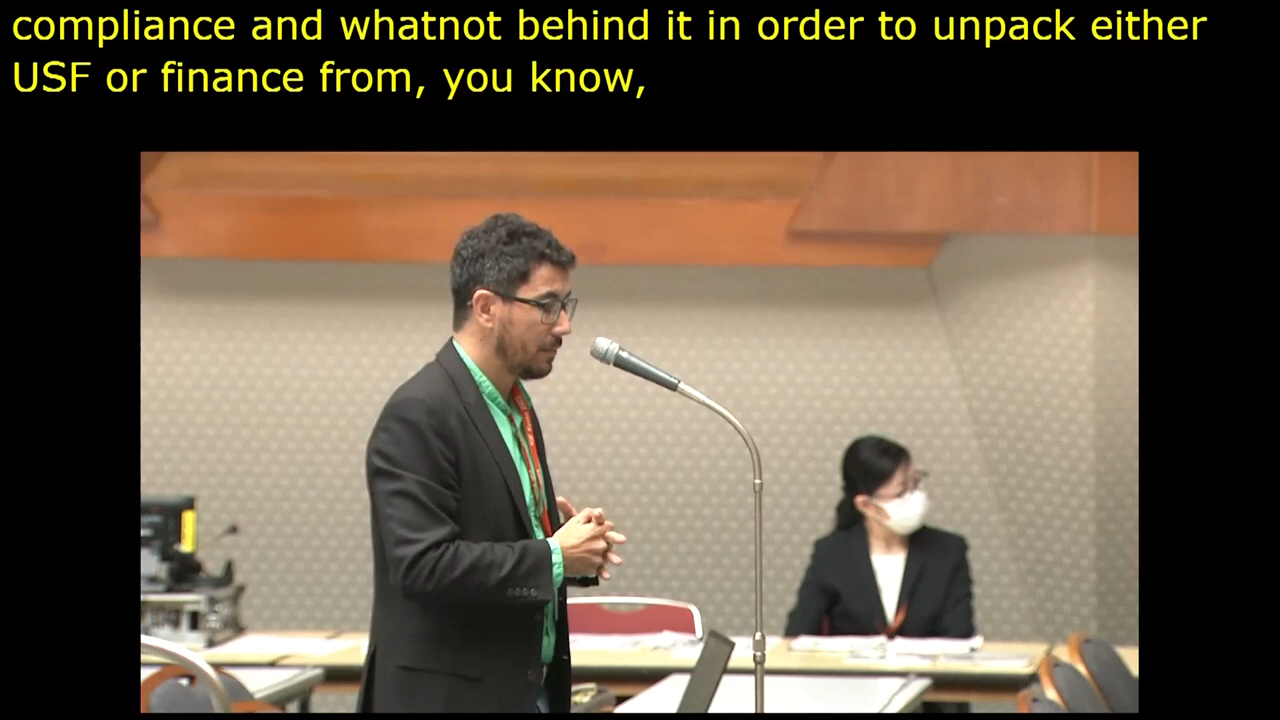 compliance and whatnot behind it in order to unpack either
USF or finance from, you know,